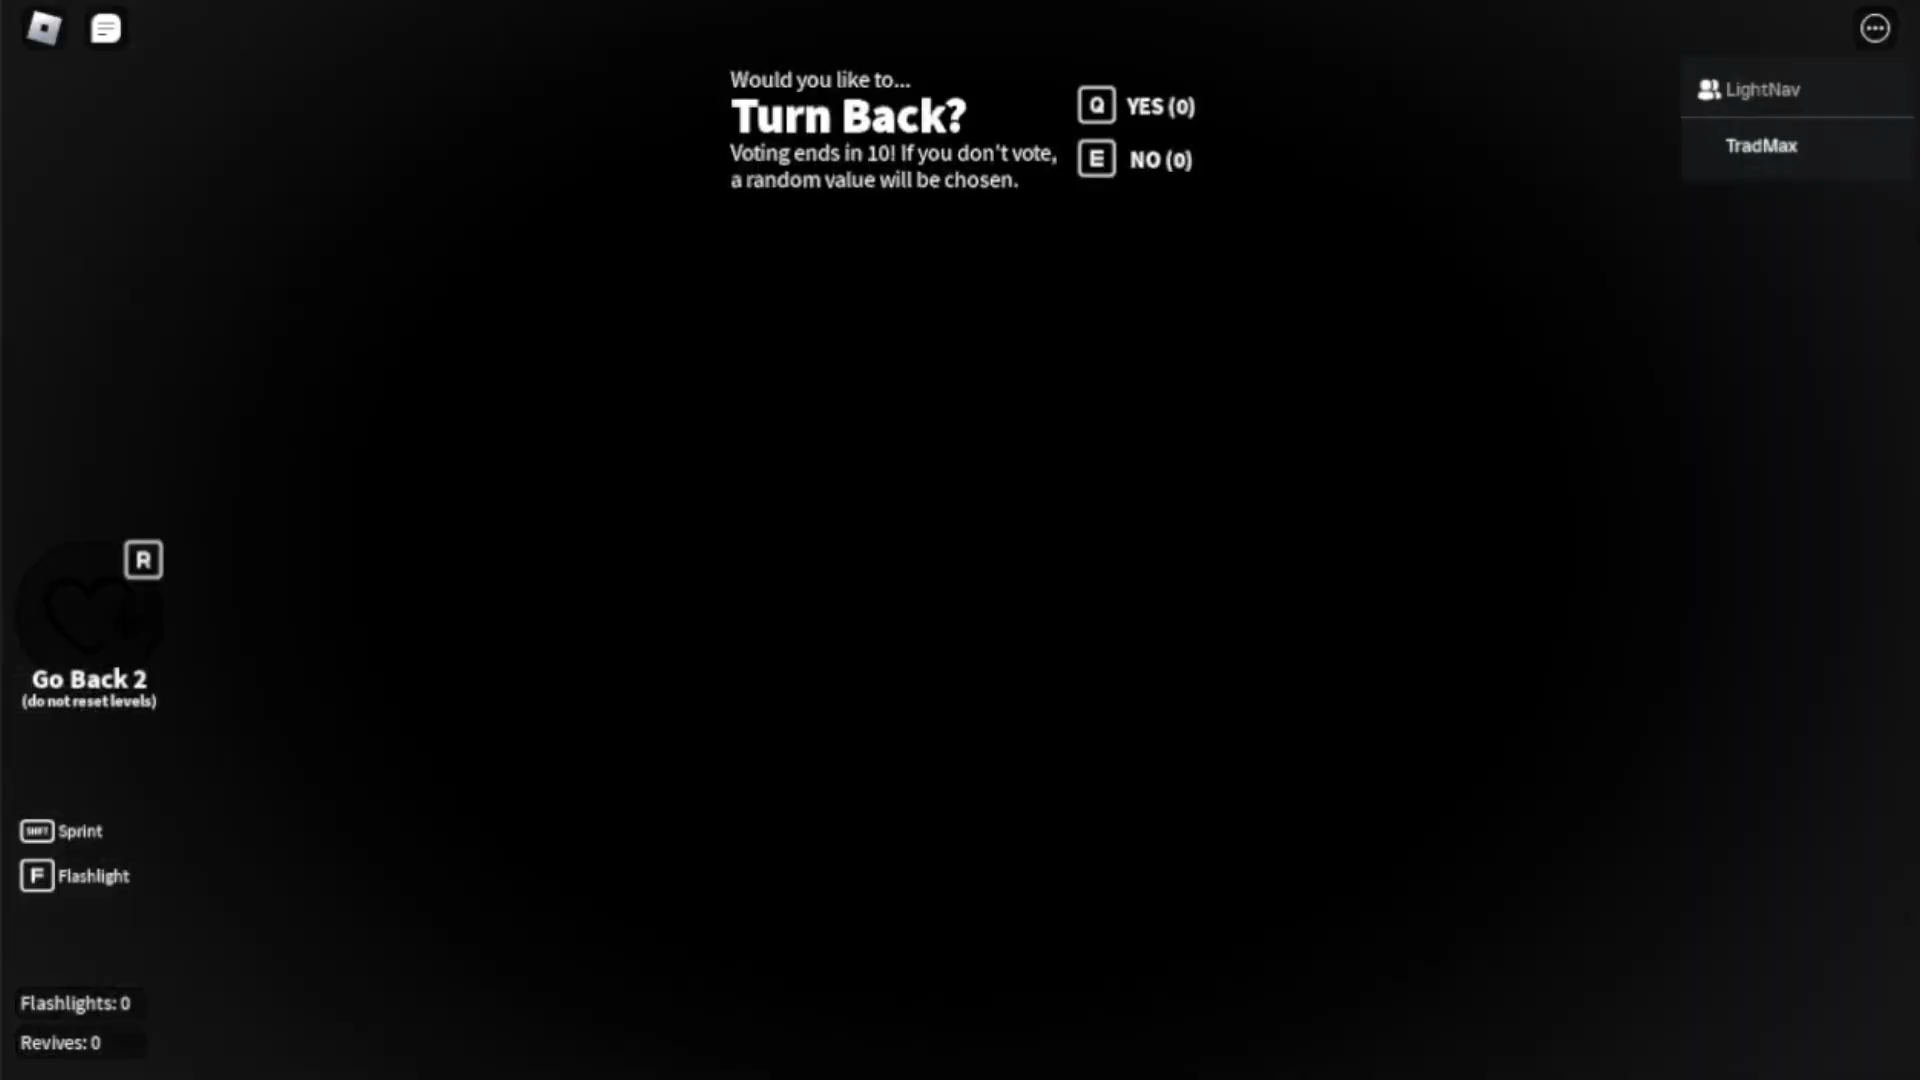 Would you like to...
Turn Back?
Voting ends in 10! If you don't vote,
a random value will be chosen.
Q YES (0)
E NO (0)
LightNav
TradMax
R
Go Back 2
(do not reset levels)
SHIFT Sprint
F Flashlight
Flashlights: 0
Revives: 0